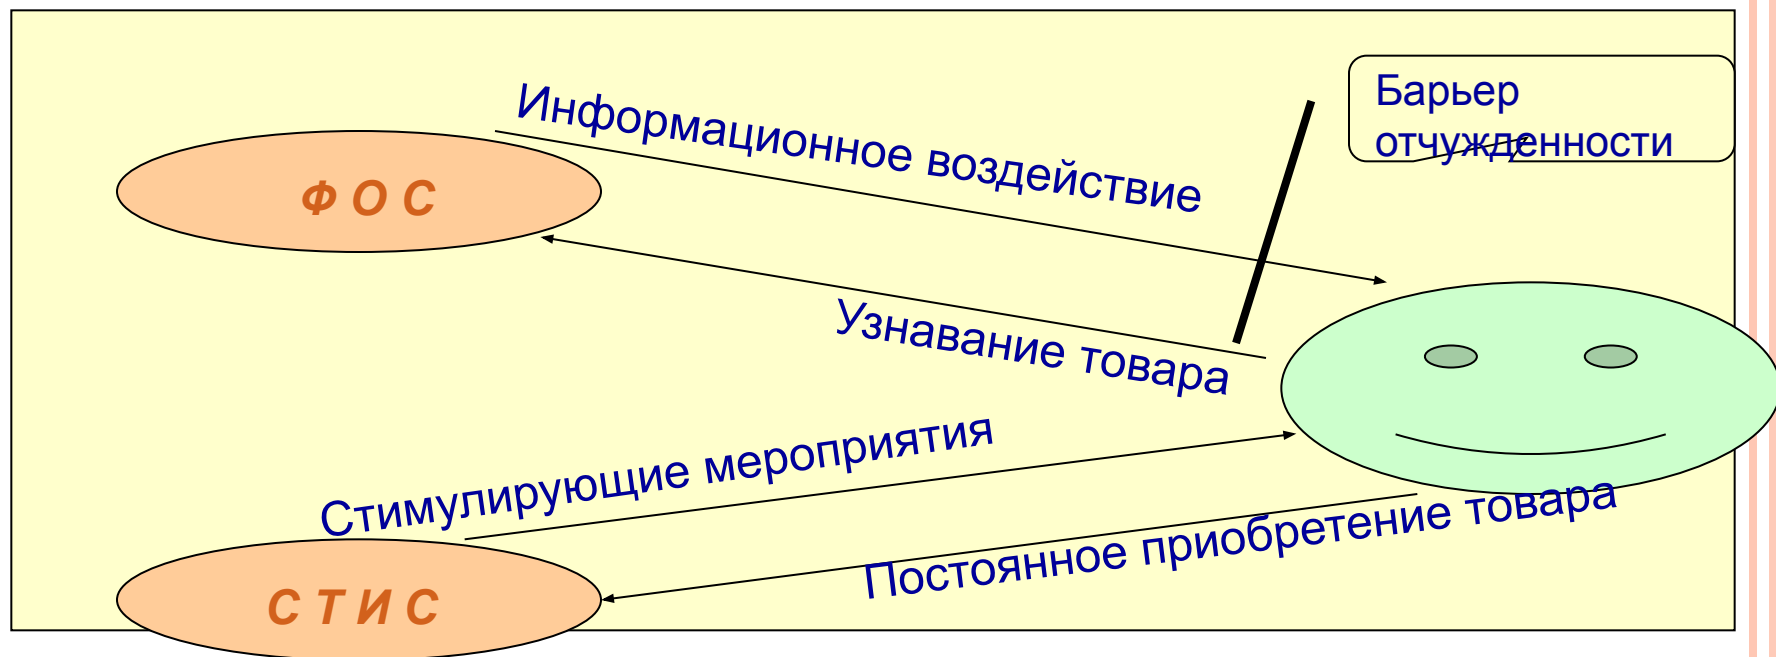 Информационное воздействие
Барьер
отчужденности
Ф О С
Узнавание товара
Стимулирующие мероприятия
Постоянное приобретение товара
С Т И С